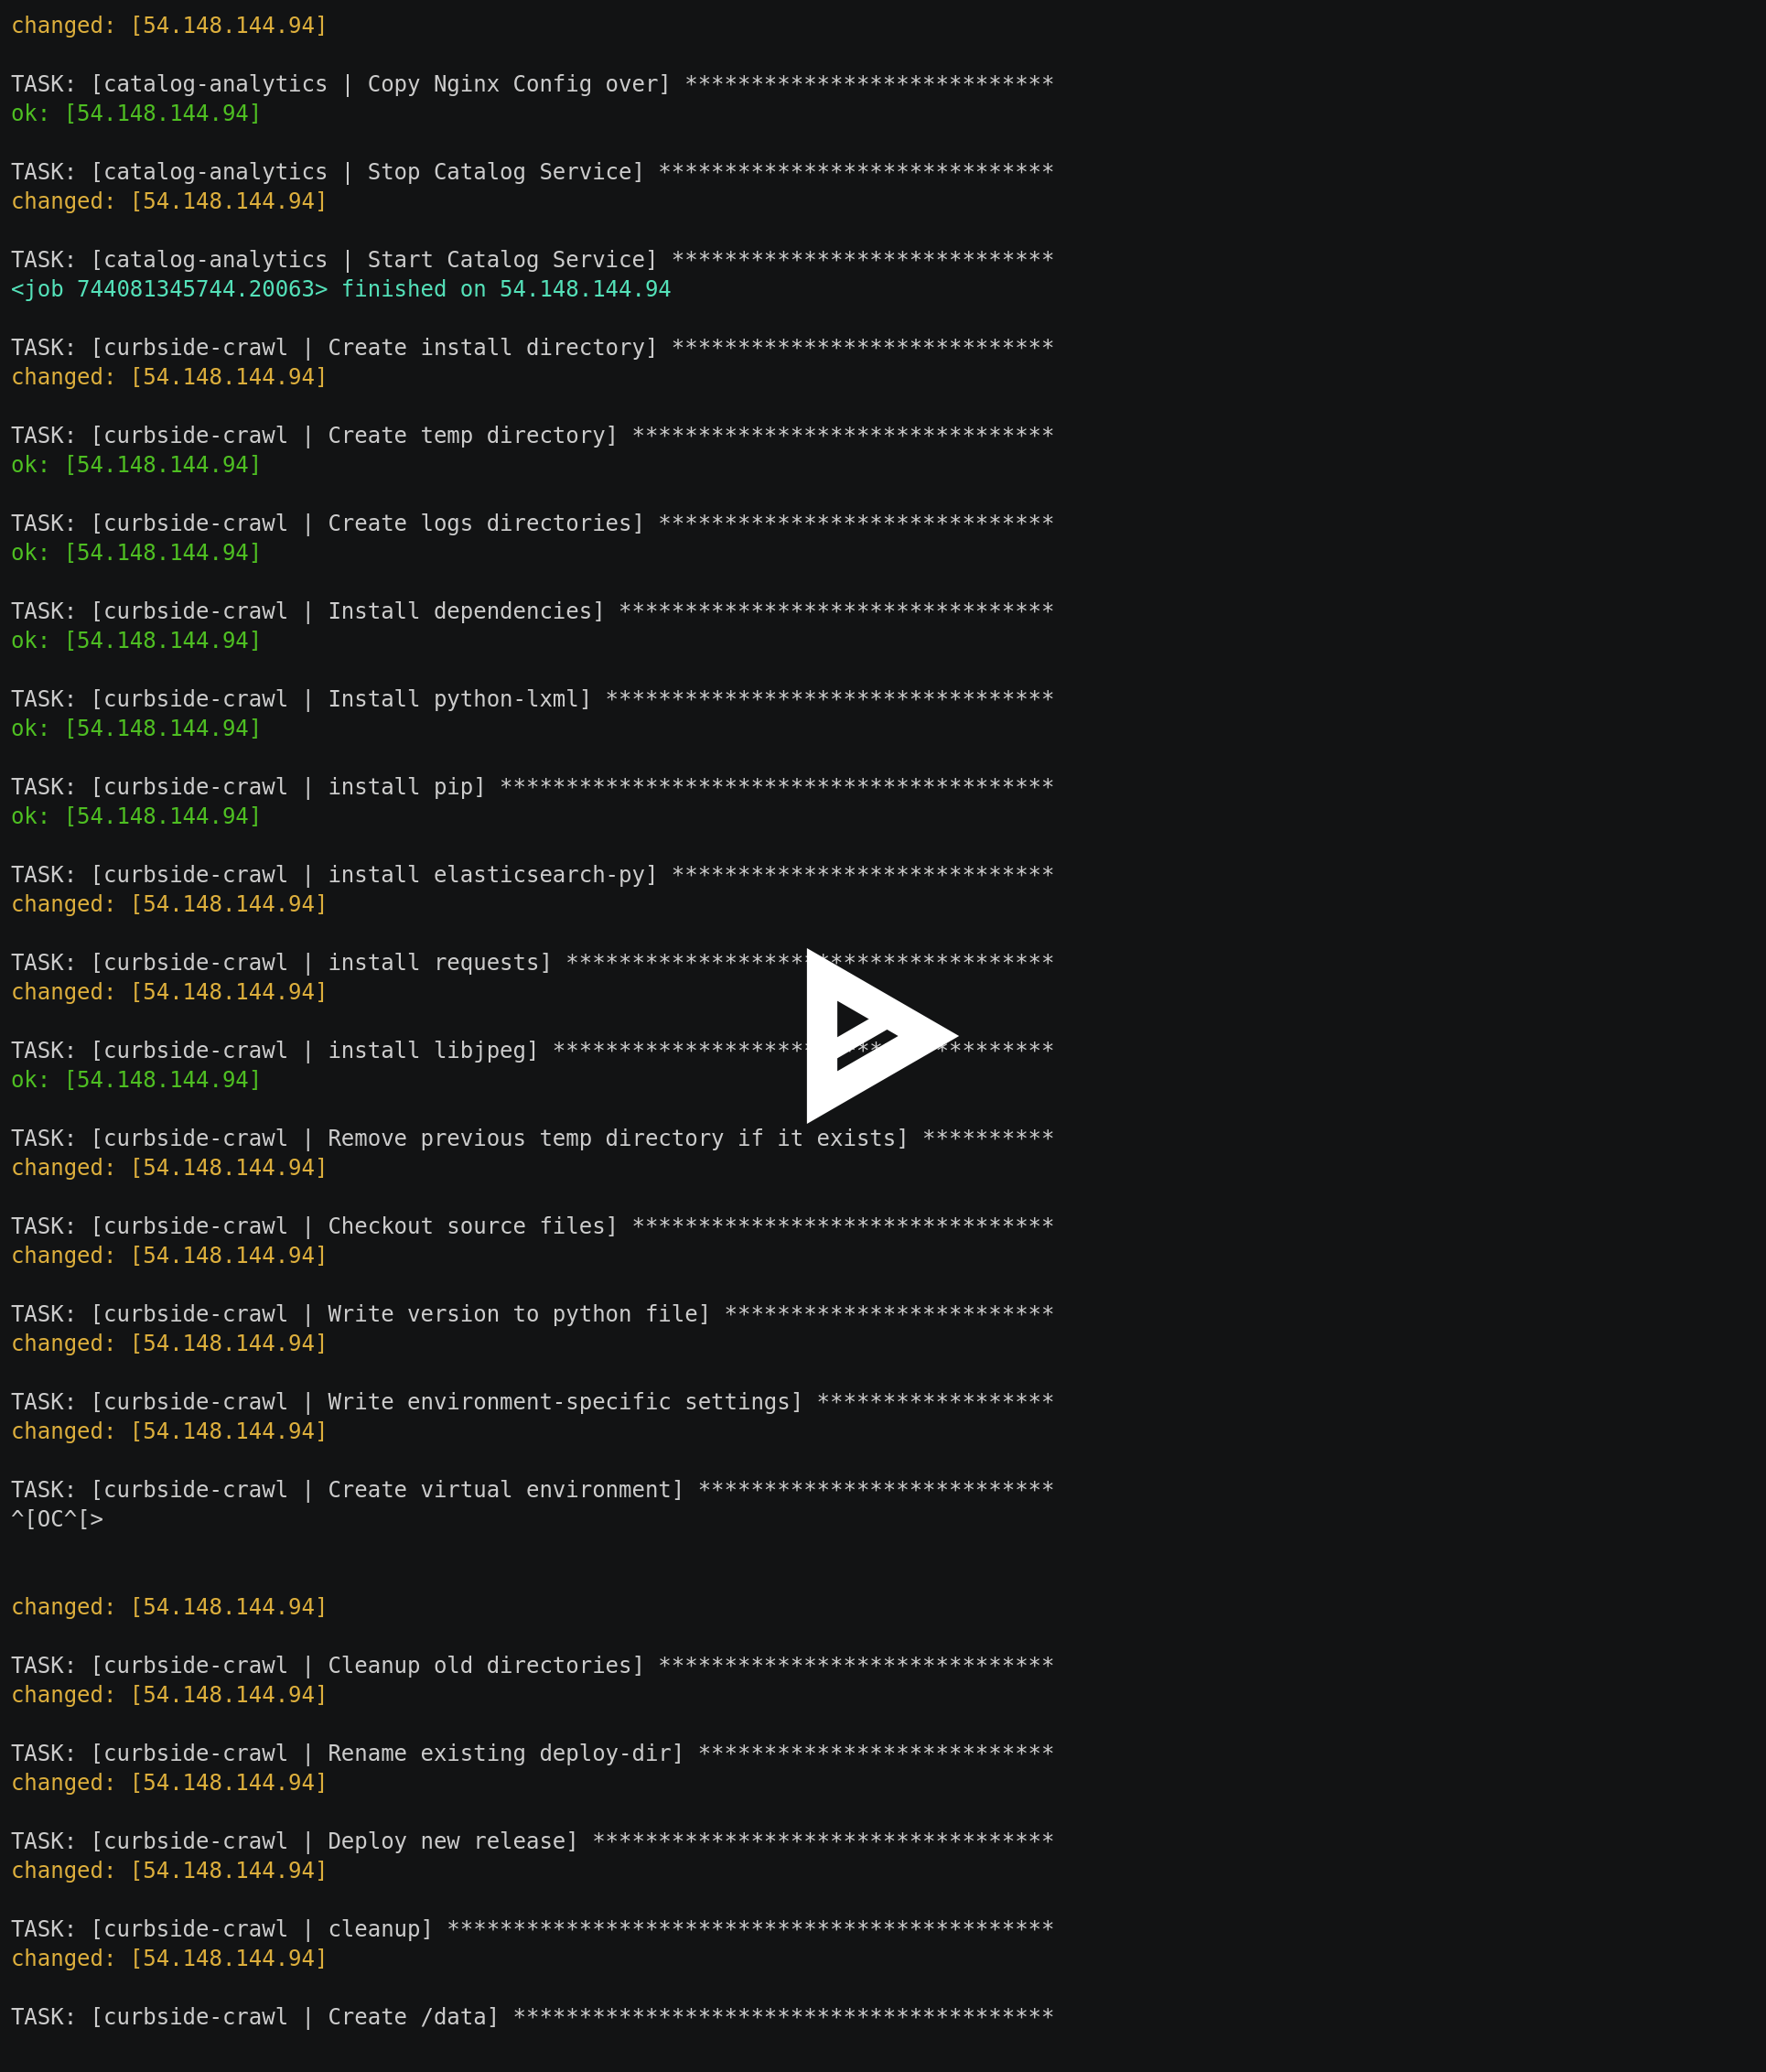 changed: [54.148.144.94]
TASK: [catalog-analytics | Copy Nginx Config over] ****************************
ok: [54.148.144.94]
TASK: [catalog-analytics | Stop Catalog Service] ******************************
changed: [54.148.144.94]
TASK: [catalog-analytics | Start Catalog Service] *****************************
<job 744081345744.20063> finished on 54.148.144.94
TASK: [curbside-crawl | Create install directory] *****************************
changed: [54.148.144.94]
TASK: [curbside-crawl | Create temp directory] ********************************
ok: [54.148.144.94]
TASK: [curbside-crawl | Create logs directories] ******************************
ok: [54.148.144.94]
TASK: [curbside-crawl | Install dependencies] *********************************
ok: [54.148.144.94]
TASK: [curbside-crawl | Install python-lxml] **********************************
ok: [54.148.144.94]
TASK: [curbside-crawl | install pip] ******************************************
ok: [54.148.144.94]
TASK: [curbside-crawl | install elasticsearch-py] *****************************
changed: [54.148.144.94]
TASK: [curbside-crawl | install requests] *************************************
changed: [54.148.144.94]
TASK: [curbside-crawl | install libjpeg] **************************************
ok: [54.148.144.94]
TASK: [curbside-crawl | Remove previous temp directory if it exists] **********
changed: [54.148.144.94]
TASK: [curbside-crawl | Checkout source files] ********************************
changed: [54.148.144.94]
TASK: [curbside-crawl | Write version to python file] *************************
changed: [54.148.144.94]
TASK: [curbside-crawl | Write environment-specific settings] ******************
changed: [54.148.144.94]
TASK: [curbside-crawl | Create virtual environment] ***************************
^[OC^[>
changed: [54.148.144.94]
TASK: [curbside-crawl | Cleanup old directories] ******************************
changed: [54.148.144.94]
TASK: [curbside-crawl | Rename existing deploy-dir] ***************************
changed: [54.148.144.94]
TASK: [curbside-crawl | Deploy new release] ***********************************
changed: [54.148.144.94]
TASK: [curbside-crawl | cleanup] **********************************************
changed: [54.148.144.94]
TASK: [curbside-crawl | Create /data] *****************************************